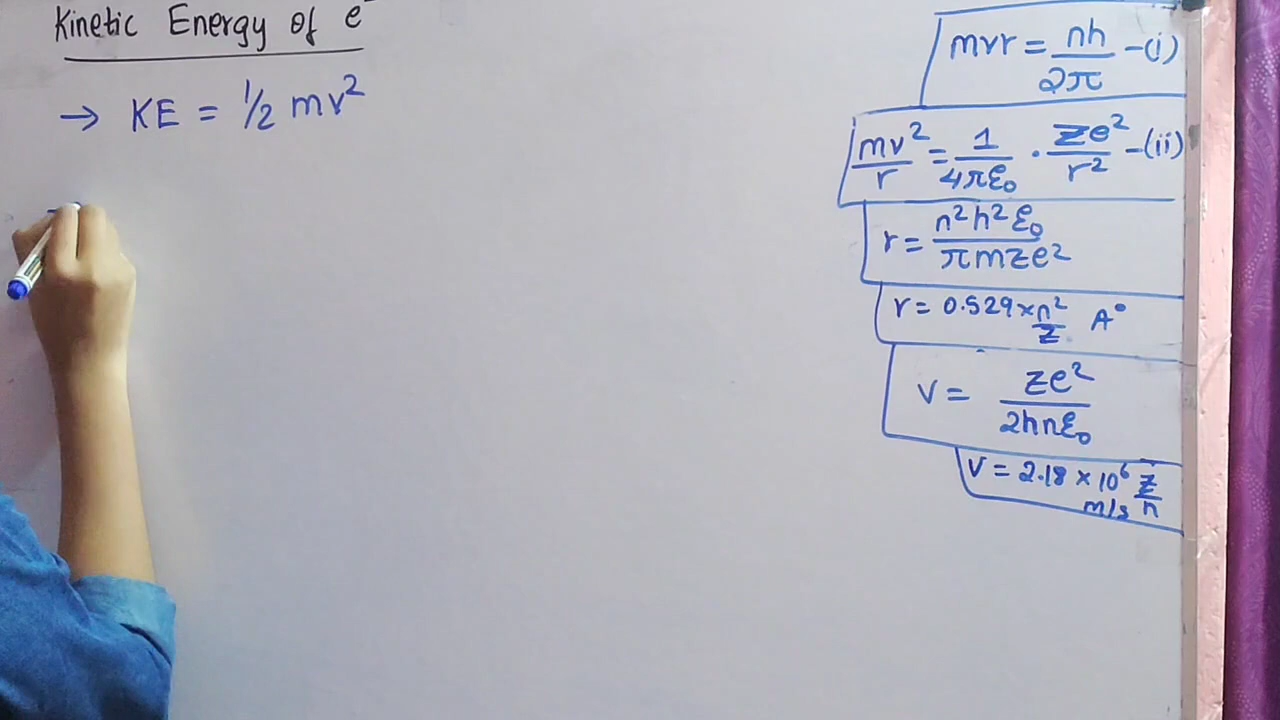 Kinetic Energy of e⁻
→ KE = 1/2 mv²
mvr = nh/2π -(i)
mv²/r = 1/4πε₀ · ze²/r² -(ii)
r = n²h²ε₀/πmze²
r = 0.529 × n²/z A°
v = ze²/2hnε₀
v = 2.18 × 10⁶ z/n
m/s